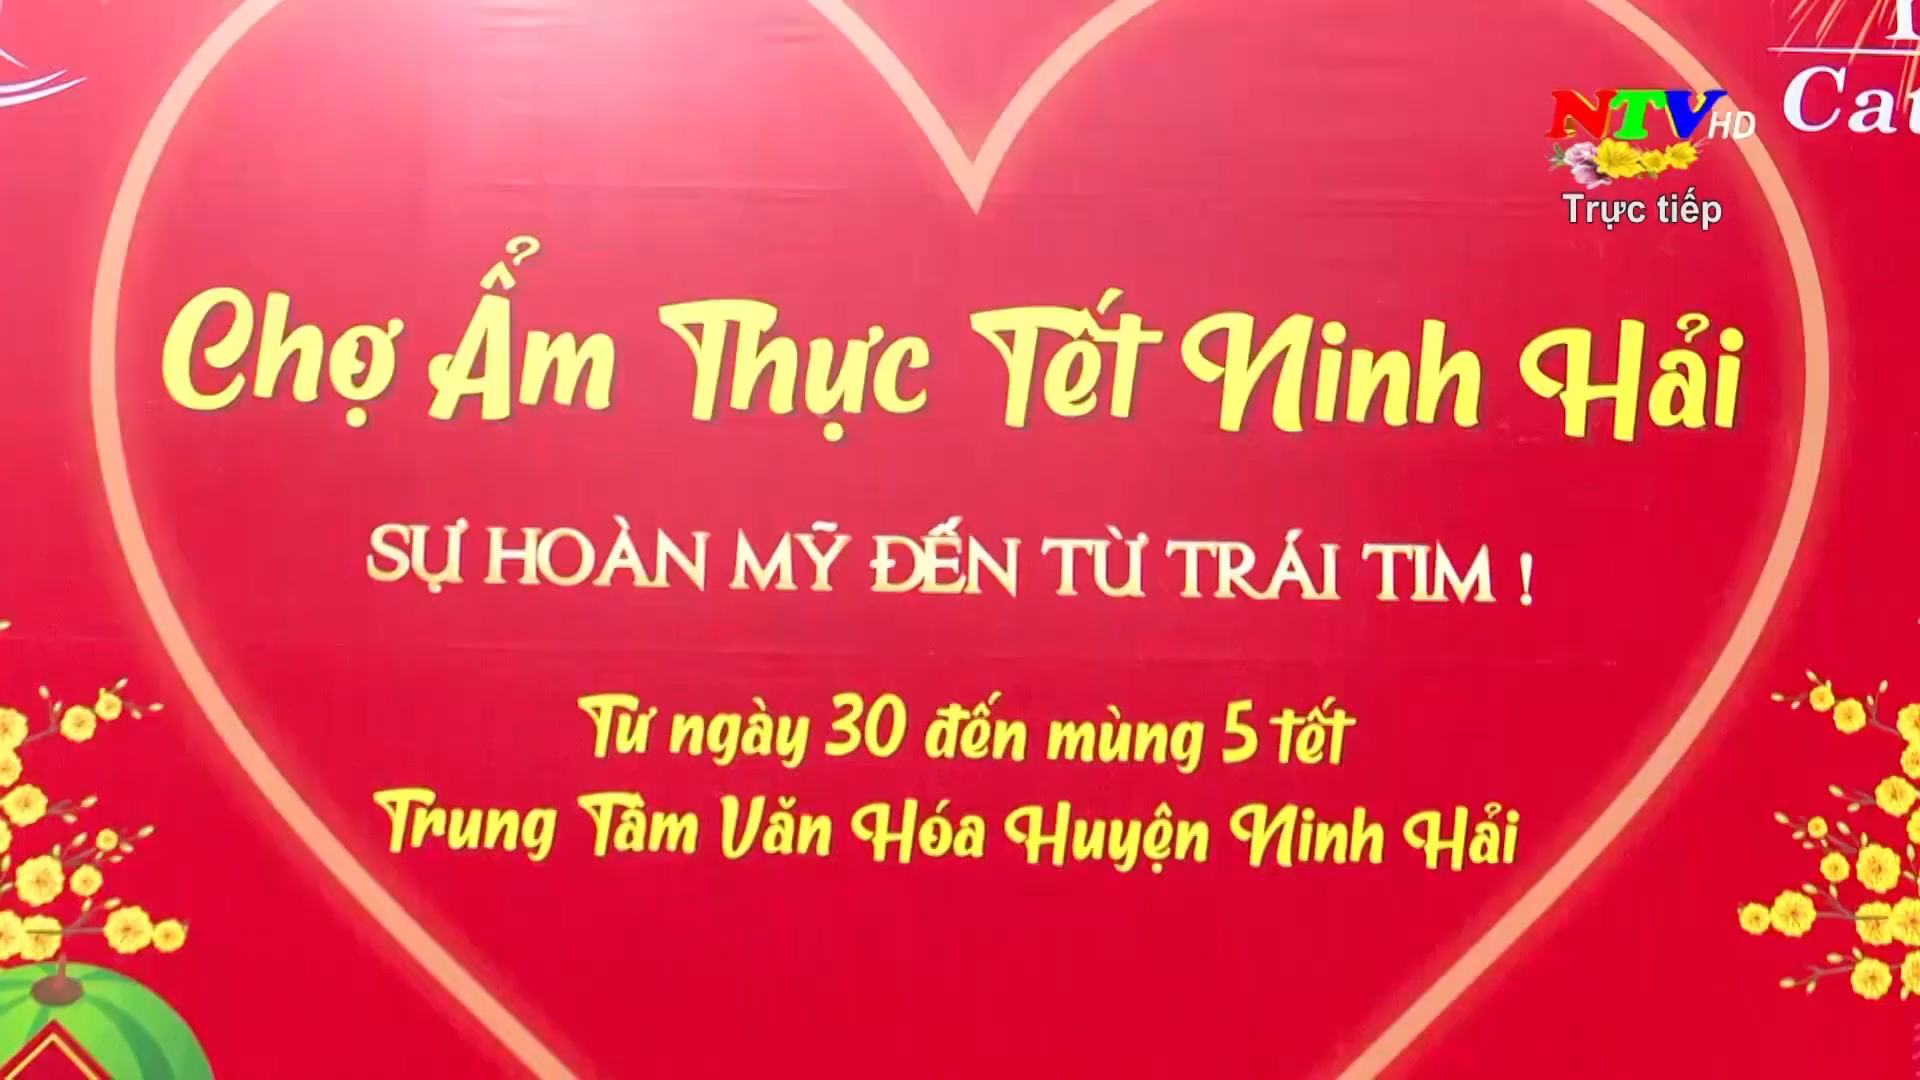 NTV HD
Trực tiếp
Chợ Ẩm Thực Tết Ninh Hải
SỰ HOÀN MỸ ĐẾN TỪ TRÁI TIM !
Từ ngày 30 đến mùng 5 tết
Trung Tâm Văn Hóa Huyện Ninh Hải